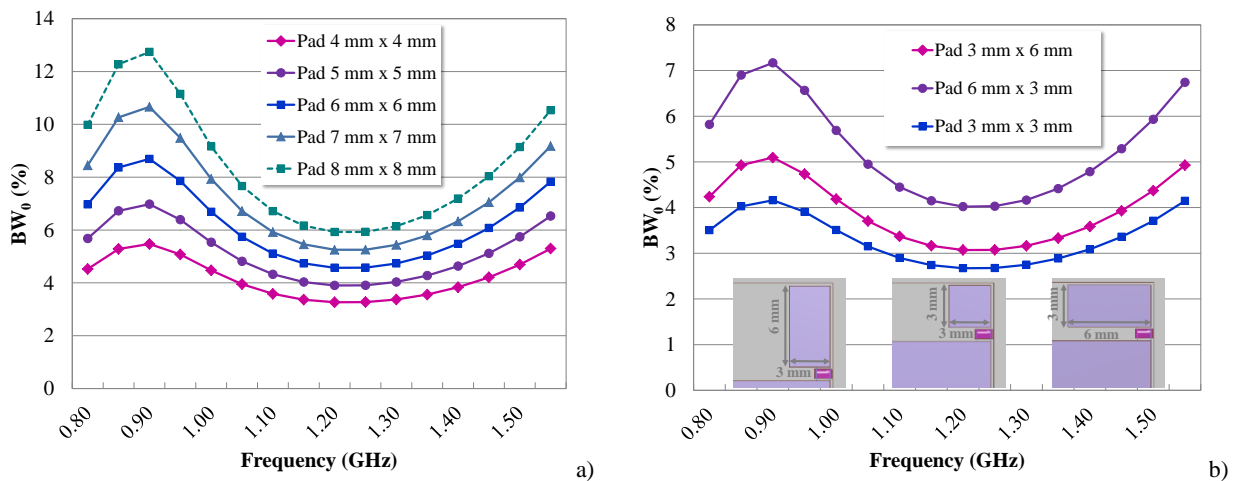 14
12
10
8
6
4
2
0
BW0 (%)
Pad 4 mm x 4 mm
Pad 5 mm x 5 mm
Pad 6 mm x 6 mm
Pad 7 mm x 7 mm
Pad 8 mm x 8 mm
0.80 0.90 1.00 1.10 1.20 1.30 1.40 1.50
Frequency (GHz)
a)
8
7
6
5
4
3
2
1
0
BW0 (%)
Pad 3 mm x 6 mm
Pad 6 mm x 3 mm
Pad 3 mm x 3 mm
6 mm
3 mm
3 mm
3 mm
3 mm
6 mm
0.80 0.90 1.00 1.10 1.20 1.30 1.40 1.50
Frequency (GHz)
b)